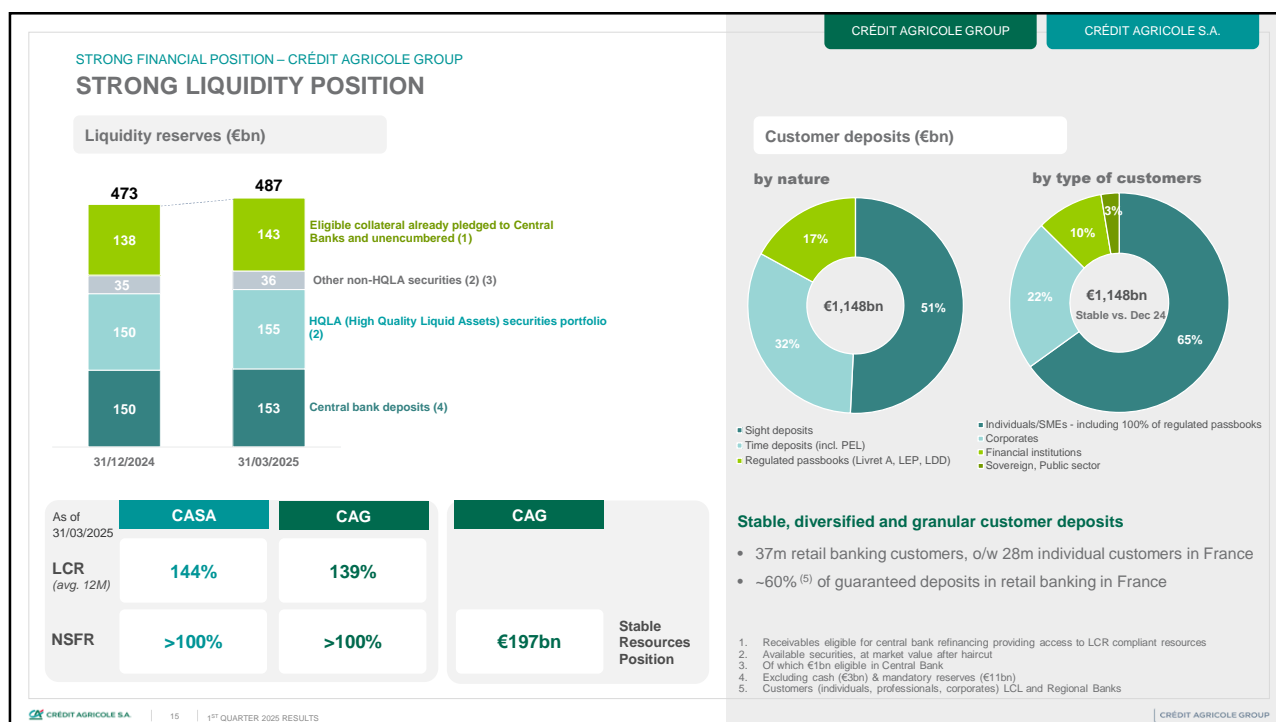 CRÉDIT AGRICOLE GROUP
CRÉDIT AGRICOLE S.A.
STRONG FINANCIAL POSITION – CRÉDIT AGRICOLE GROUP
STRONG LIQUIDITY POSITION
Liquidity reserves (€bn)
473
487
138
143
35
36
150
155
150
153
Eligible collateral already pledged to Central
Banks and unencumbered (1)
Other non-HQLA securities (2) (3)
HQLA (High Quality Liquid Assets) securities portfolio
(2)
Central bank deposits (4)
31/12/2024
31/03/2025
As of
31/03/2025
CASA
CAG
CAG
LCR
(avg. 12M)
144%
139%
NSFR
>100%
>100%
€197bn
Stable
Resources
Position
Customer deposits (€bn)
by nature
17%
51%
32%
€1,148bn
Sight deposits
Time deposits (incl. PEL)
Regulated passbooks (Livret A, LEP, LDD)
by type of customers
3%
10%
22%
65%
€1,148bn
Stable vs. Dec 24
Individuals/SMEs - including 100% of regulated passbooks
Corporates
Financial institutions
Sovereign, Public sector
Stable, diversified and granular customer deposits
• 37m retail banking customers, o/w 28m individual customers in France
• ~60% (5) of guaranteed deposits in retail banking in France
1. Receivables eligible for central bank refinancing providing access to LCR compliant resources
2. Available securities, at market value after haircut
3. Of which €1bn eligible in Central Bank
4. Excluding cash (€3bn) & mandatory reserves (€11bn)
5. Customers (individuals, professionals, corporates) LCL and Regional Banks
CRÉDIT AGRICOLE S.A.
15
1ST QUARTER 2025 RESULTS
CRÉDIT AGRICOLE GROUP